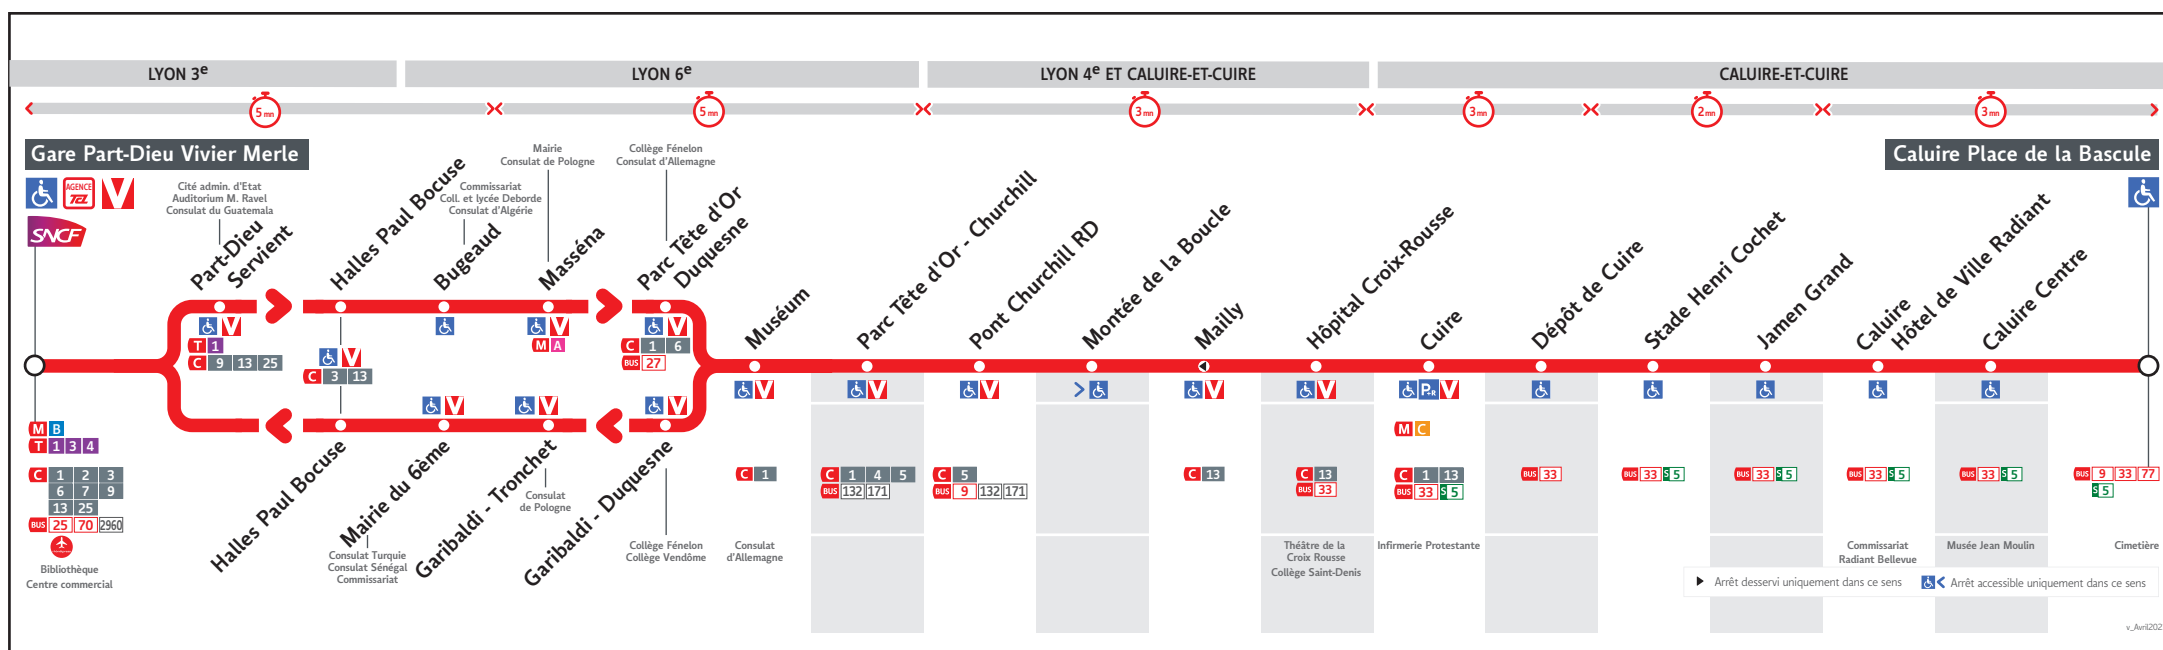 LYON 3e
LYON 6e
LYON 4e ET CALUIRE-ET-CUIRE
CALUIRE-ET-CUIRE
5 mn
5 mn
3 mn
3 mn
2 mn
3 mn
Gare Part-Dieu Vivier Merle
Caluire Place de la Bascule
AGENCE
TCL
V
SNCF
Cité admin. d'Etat
Auditorium M. Ravel
Consulat du Guatemala
Commissariat
Coll. et lycée Deborde
Consulat d'Algérie
Mairie
Consulat de Pologne
Collège Fénelon
Consulat d'Allemagne
Part-Dieu
Servient
Halles Paul Bocuse
Bugeaud
Masséna
Parc Tête d'Or
Duquesne
Muséum
Parc Tête d'Or - Churchill
Pont Churchill RD
Montée de la Boucle
Mailly
Hôpital Croix-Rousse
Cuire
Dépôt de Cuire
Stade Henri Cochet
Jamen Grand
Caluire
Hôtel de Ville Radiant
Caluire Centre
V
T 1
C 9 13 25
V
C 3 13
V
M A
V
C 1 6
BUS 27
V
V
V
V
V
V
P+R V
V
V
V
Halles Paul Bocuse
Mairie du 6ème
Garibaldi - Tronchet
Garibaldi - Duquesne
M B
T 1 3 4
C 1 2 3
6 7 9
13 25
BUS 25 70 2960
Bibliothèque
Centre commercial
Consulat Turquie
Consulat Sénégal
Commissariat
Consulat
de Pologne
Collège Fénelon
Collège Vendôme
C 1
Consulat
d'Allemagne
C 1 4 5
BUS 132 171
C 5
BUS 9 132 171
C 13
C 13
BUS 33
Théâtre de la
Croix Rousse
Collège Saint-Denis
M C
C 1 13
BUS 33 S 5
Infirmerie Protestante
BUS 33
BUS 33 S 5
BUS 33 S 5
BUS 33 S 5
Commissariat
Radiant Bellevue
BUS 33 S 5
Musée Jean Moulin
BUS 9 33 77
S 5
Cimetière
Arrêt desservi uniquement dans ce sens
Arrêt accessible uniquement dans ce sens
v_Avril202